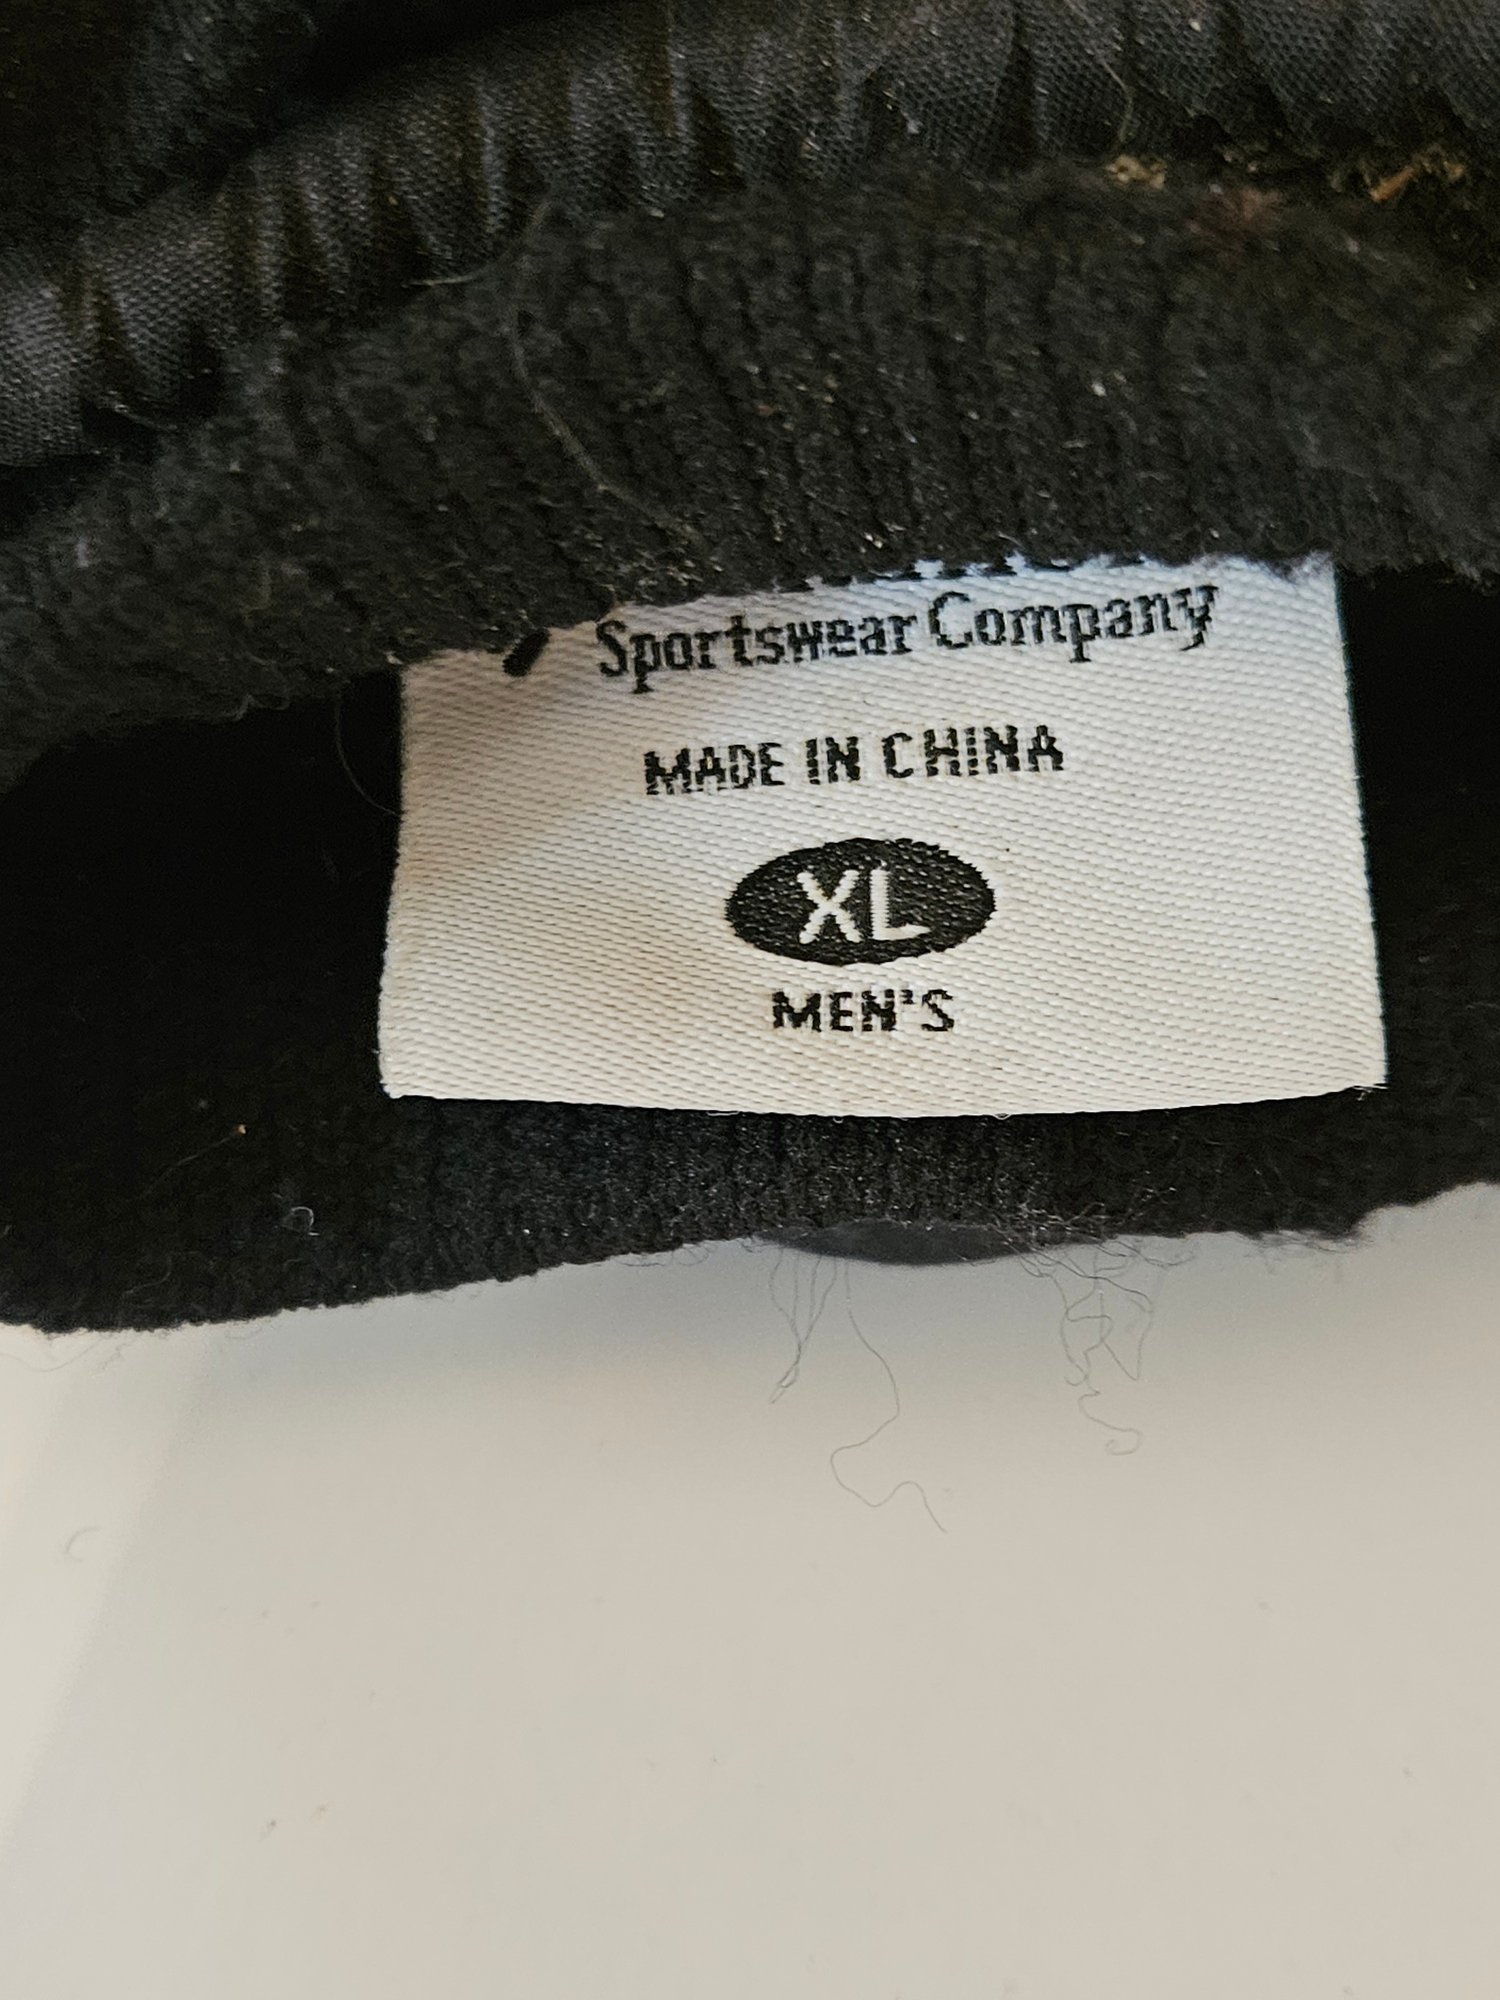 Sportswear Company
MADE IN CHINA
XL
MEN'S